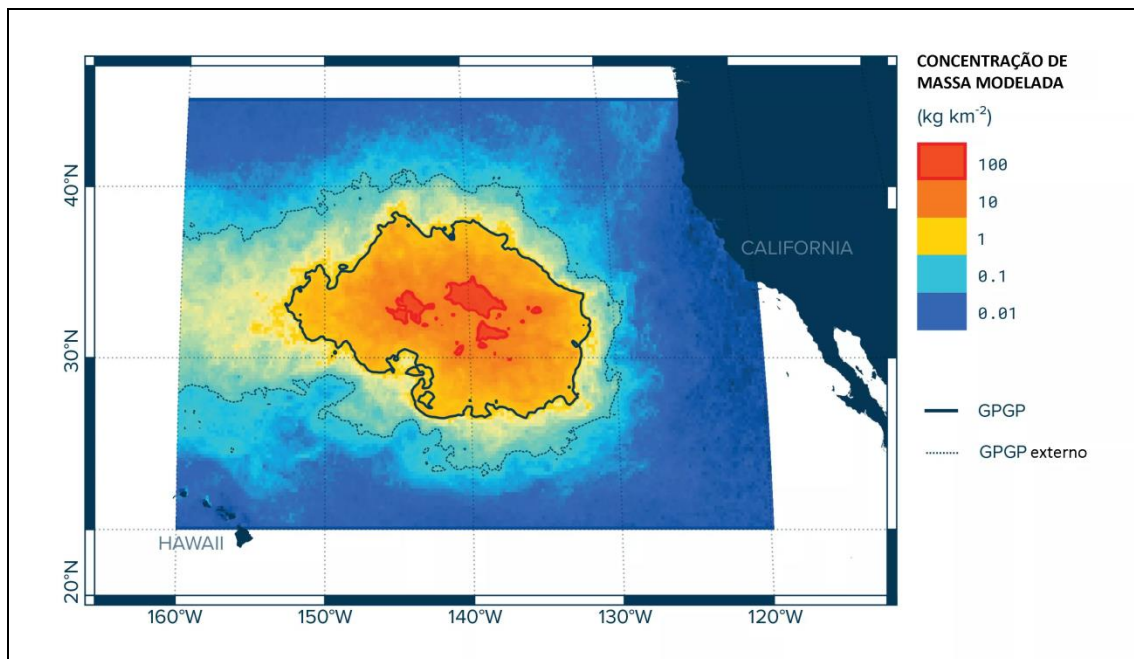 CONCENTRAÇÃO DE
MASSA MODELADA
(kg km⁻²)
100
10
1
0.1
0.01
GPGP
GPGP externo
CALIFORNIA
HAWAII
40°N
30°N
20°N
160°W
150°W
140°W
130°W
120°W